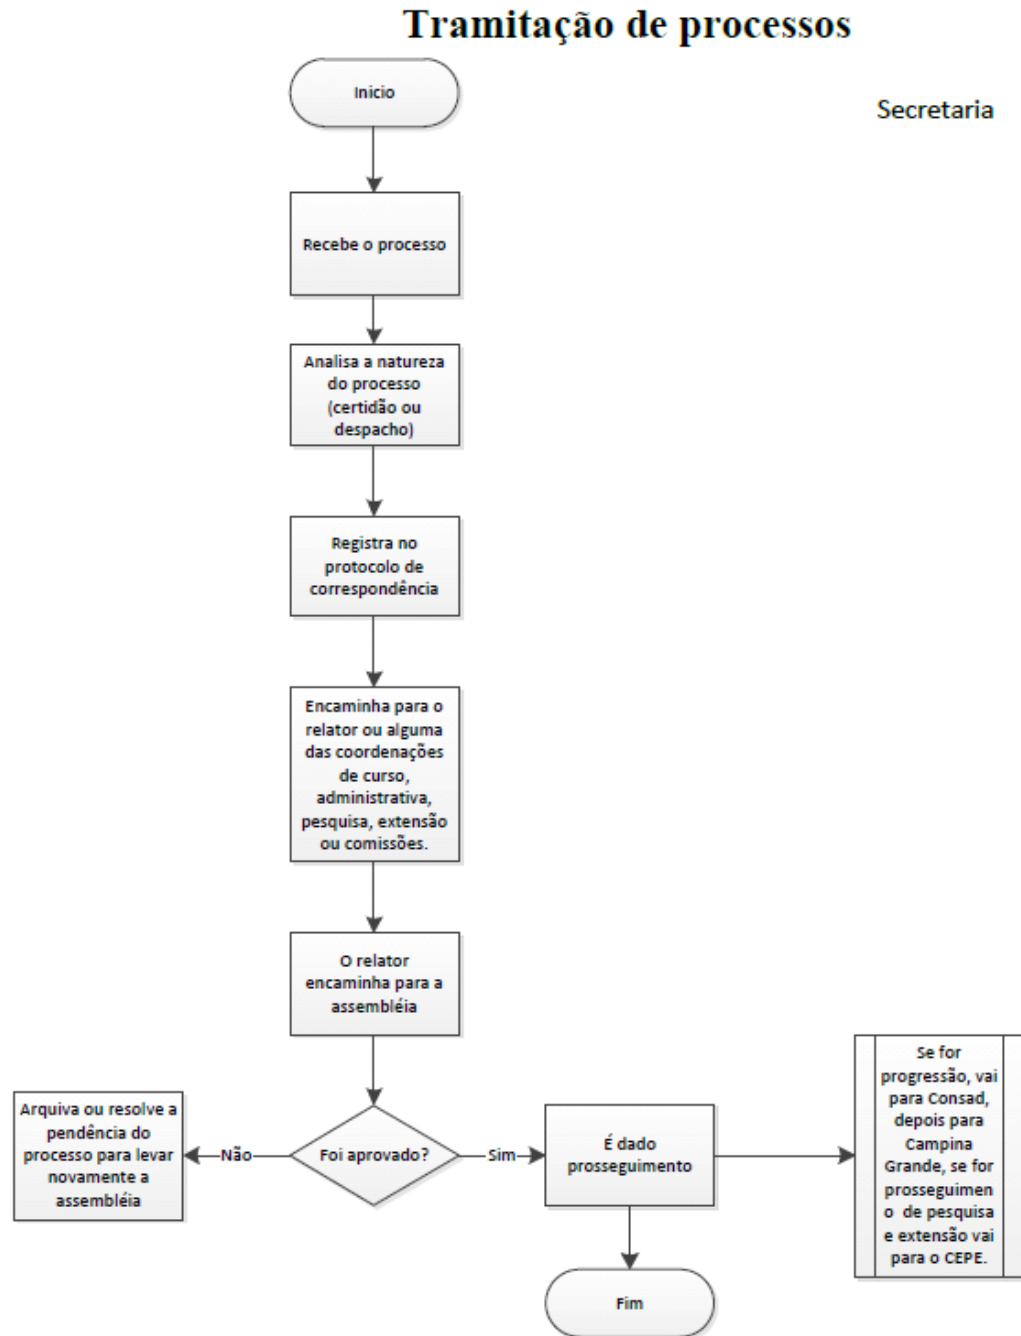 Tramitação de processos
Inicio
Secretaria
Recebe o processo
Analisa a natureza
do processo
(certidão ou
despacho)
Registra no
protocolo de
correspondência
Encaminha para o
relator ou alguma
das coordenações
de curso,
administrativa,
pesquisa, extensão
ou comissões.
O relator
encaminha para a
assembléia
Foi aprovado?
Não
Arquiva ou resolve a
pendência do
processo para levar
novamente a
assembléia
Sim
É dado
prosseguimento
Se for
progressão, vai
para Consad,
depois para
Campina
Grande, se for
prosseguimen
o de pesquisa
e extensão vai
para o CEPE.
Fim